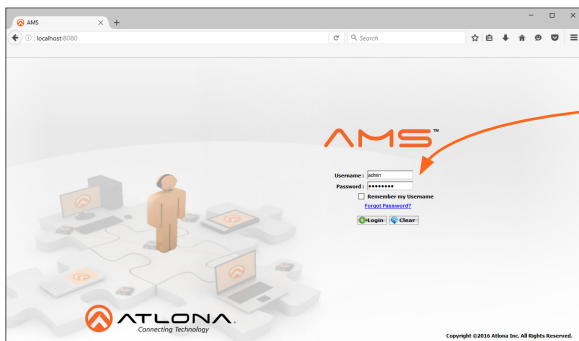 AMS
localhost:8080
Search
AMS™
Username : admin
Password : ••••••••
Remember my Username
Forgot Password?
Login Clear
ATLONA.
Connecting Technology
Copyright ©2016 Atlona Inc. All Rights Reserved.